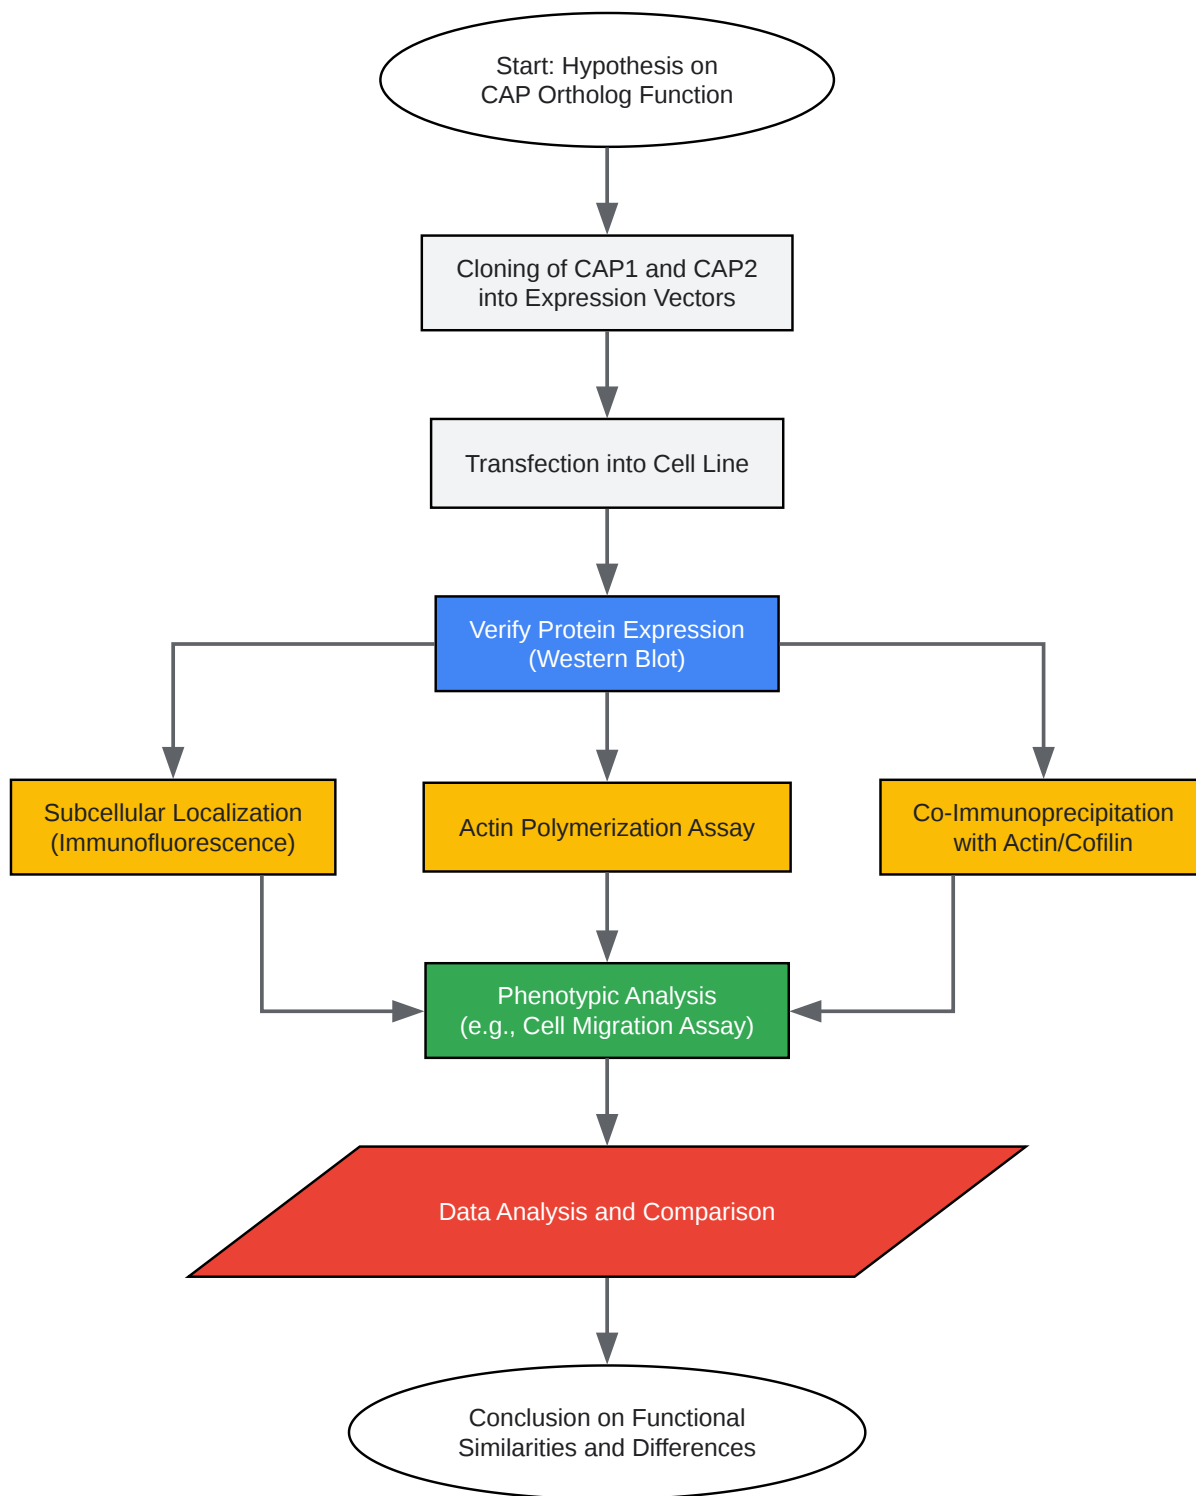 Start: Hypothesis on
CAP Ortholog Function
Cloning of CAP1 and CAP2
into Expression Vectors
Transfection into Cell Line
Verify Protein Expression
(Western Blot)
Subcellular Localization
(Immunofluorescence)
Actin Polymerization Assay
Co-Immunoprecipitation
with Actin/Cofilin
Phenotypic Analysis
(e.g., Cell Migration Assay)
Data Analysis and Comparison
Conclusion on Functional
Similarities and Differences